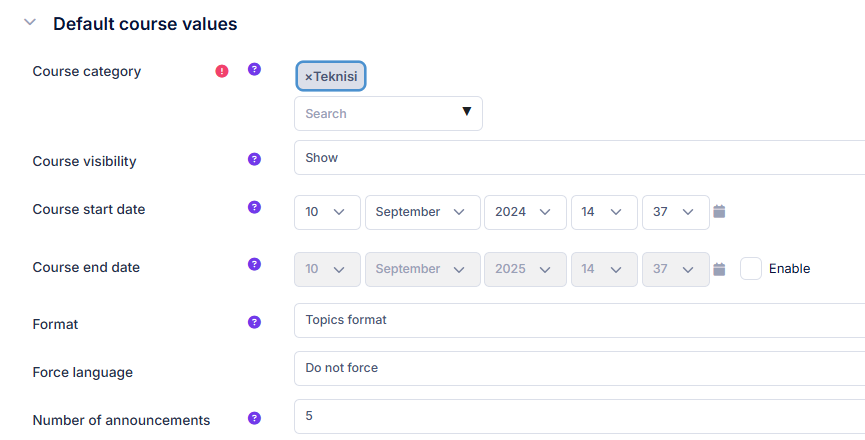 Default course values
Course category
×Teknisi
Search
Course visibility
Show
Course start date
10 September 2024 14 37
Course end date
10 September 2025 14 37 Enable
Format
Topics format
Force language
Do not force
Number of announcements
5